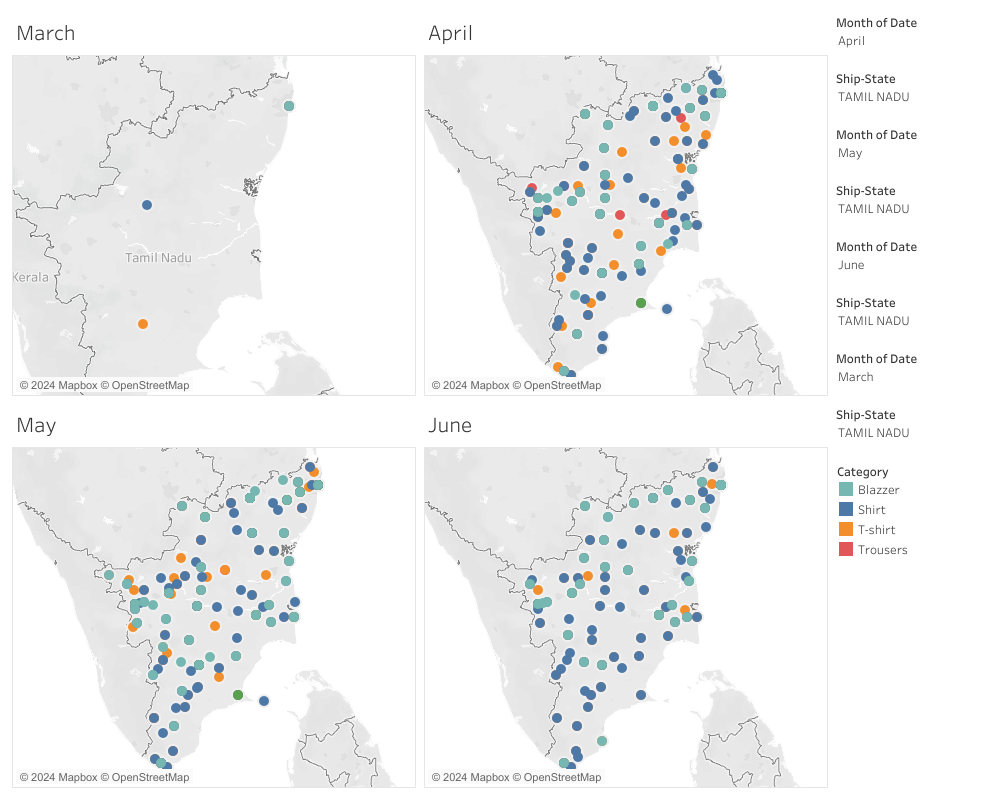 March
Tamil Nadu
Kerala
© 2024 Mapbox © OpenStreetMap
April
© 2024 Mapbox © OpenStreetMap
May
© 2024 Mapbox © OpenStreetMap
June
© 2024 Mapbox © OpenStreetMap
Month of Date
April
Ship-State
TAMIL NADU
Month of Date
May
Ship-State
TAMIL NADU
Month of Date
June
Ship-State
TAMIL NADU
Month of Date
March
Ship-State
TAMIL NADU
Category
Blazzer
Shirt
T-shirt
Trousers